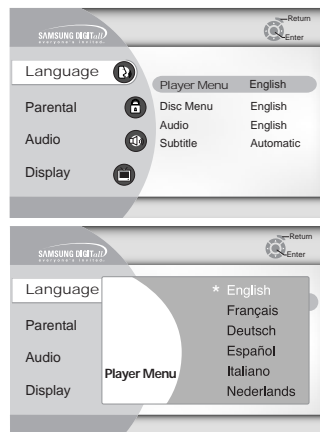 Return
Enter
SAMSUNG DIGITall
everyone's invited.
Language
Player Menu English
Parental
Disc Menu English
Audio English
Audio
Subtitle Automatic
Display
Return
Enter
SAMSUNG DIGITall
everyone's invited.
Language
* English
Français
Parental
Deutsch
Audio
Español
Player Menu
Italiano
Display
Nederlands